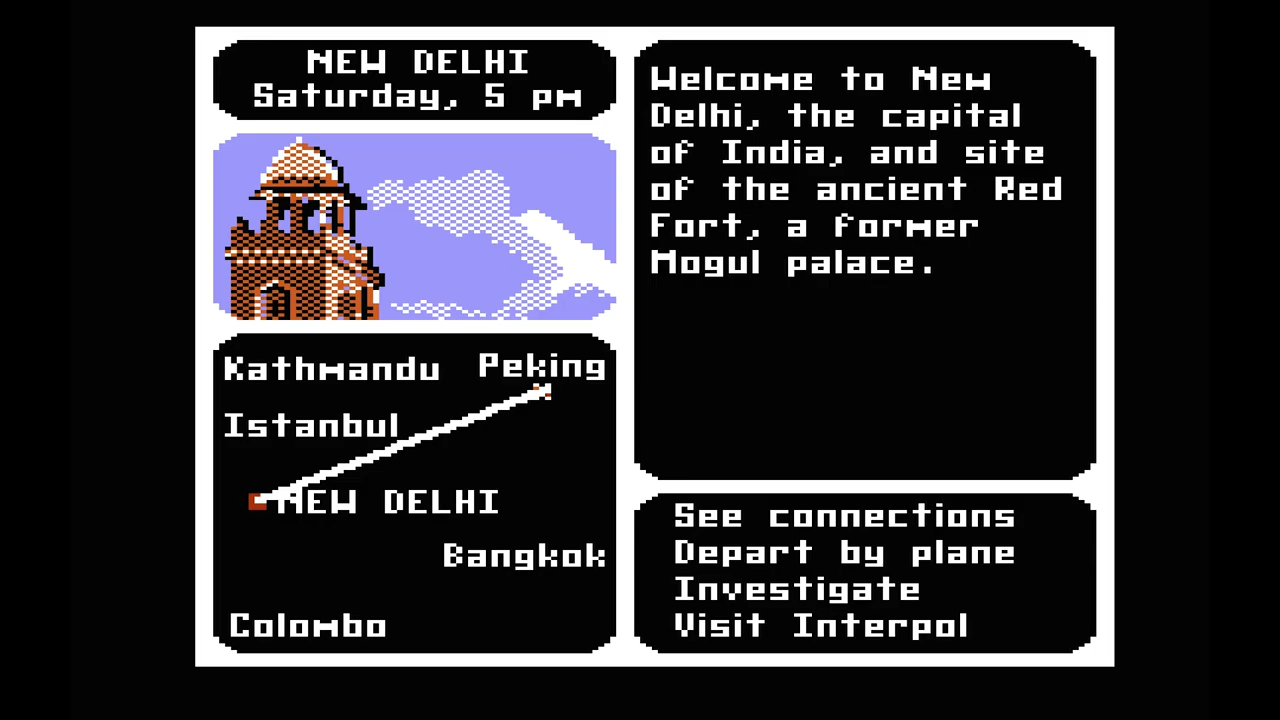 NEW DELHI
Saturday, 5 pm
Welcome to New
Delhi, the capital
of India, and site
of the ancient Red
Fort, a former
Mogul palace.
Kathmandu
Peking
Istanbul
NEW DELHI
Bangkok
Colombo
See connections
Depart by plane
Investigate
Visit Interpol